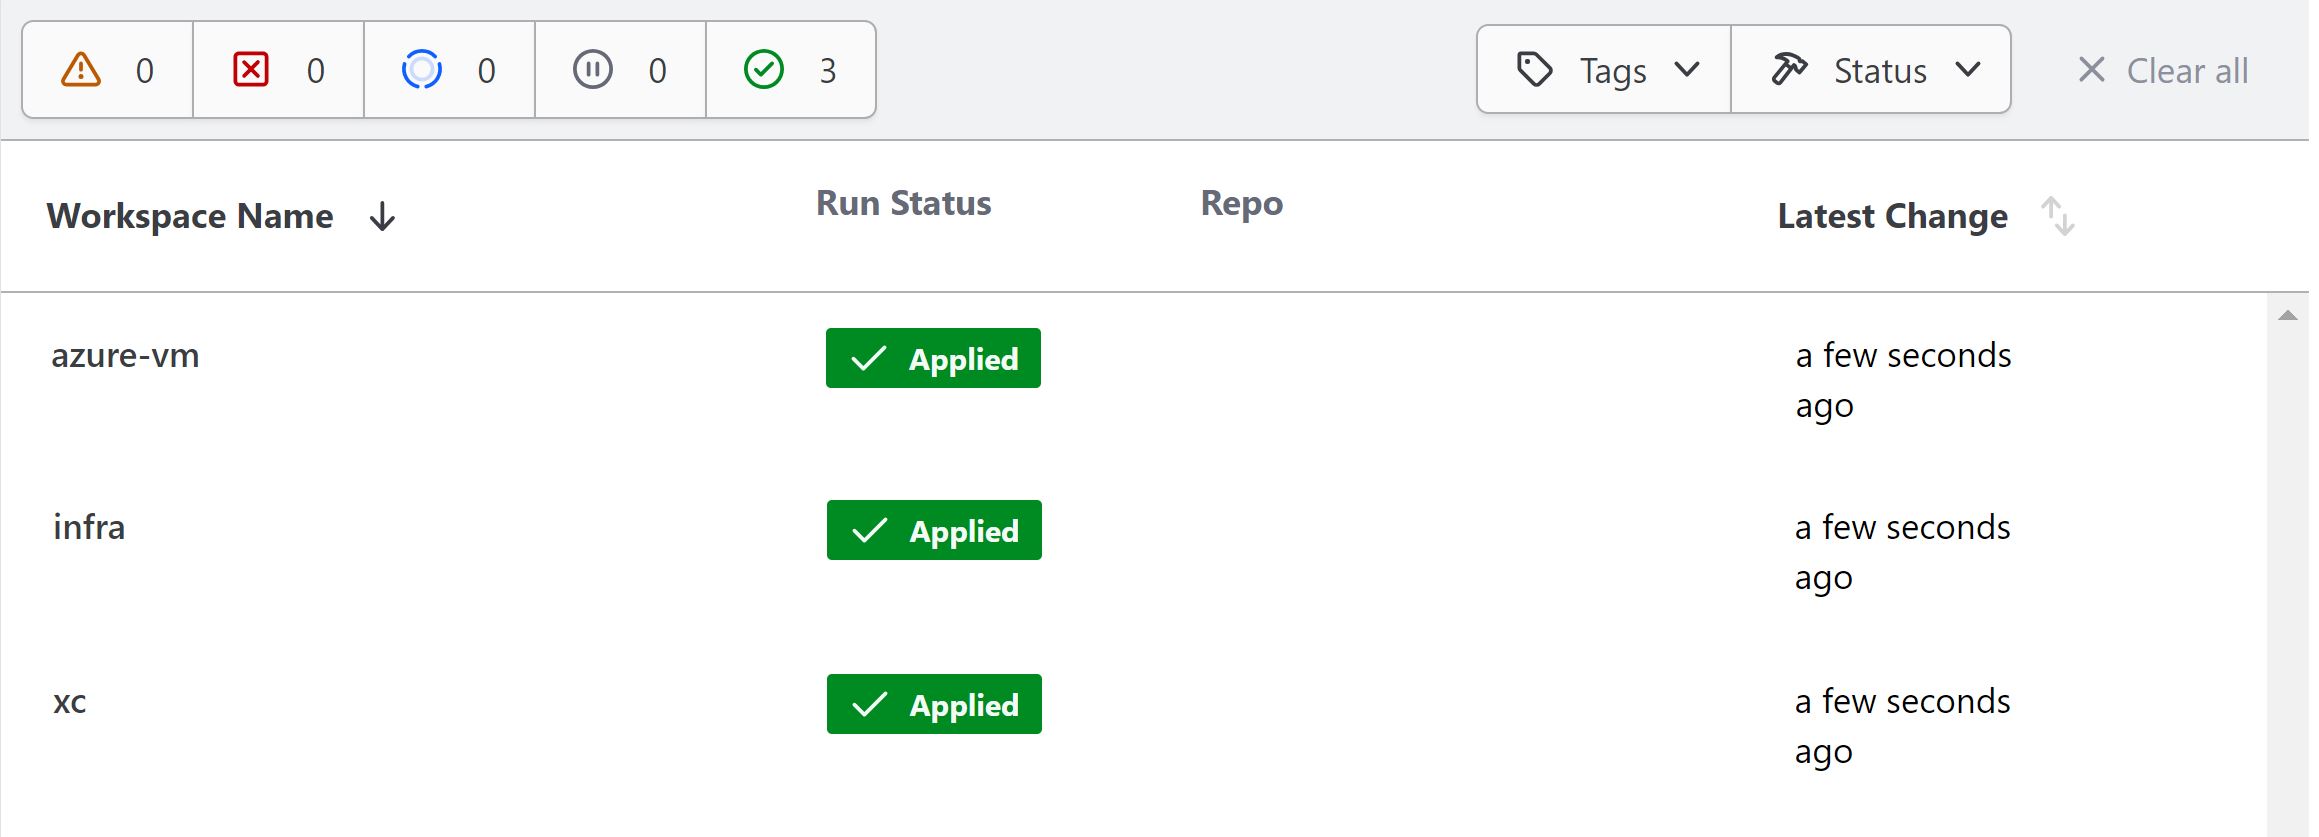 0 0 0 0 3 Tags Status Clear all
Workspace Name Run Status Repo Latest Change
azure-vm Applied a few seconds
ago
infra Applied a few seconds
ago
xc Applied a few seconds
ago